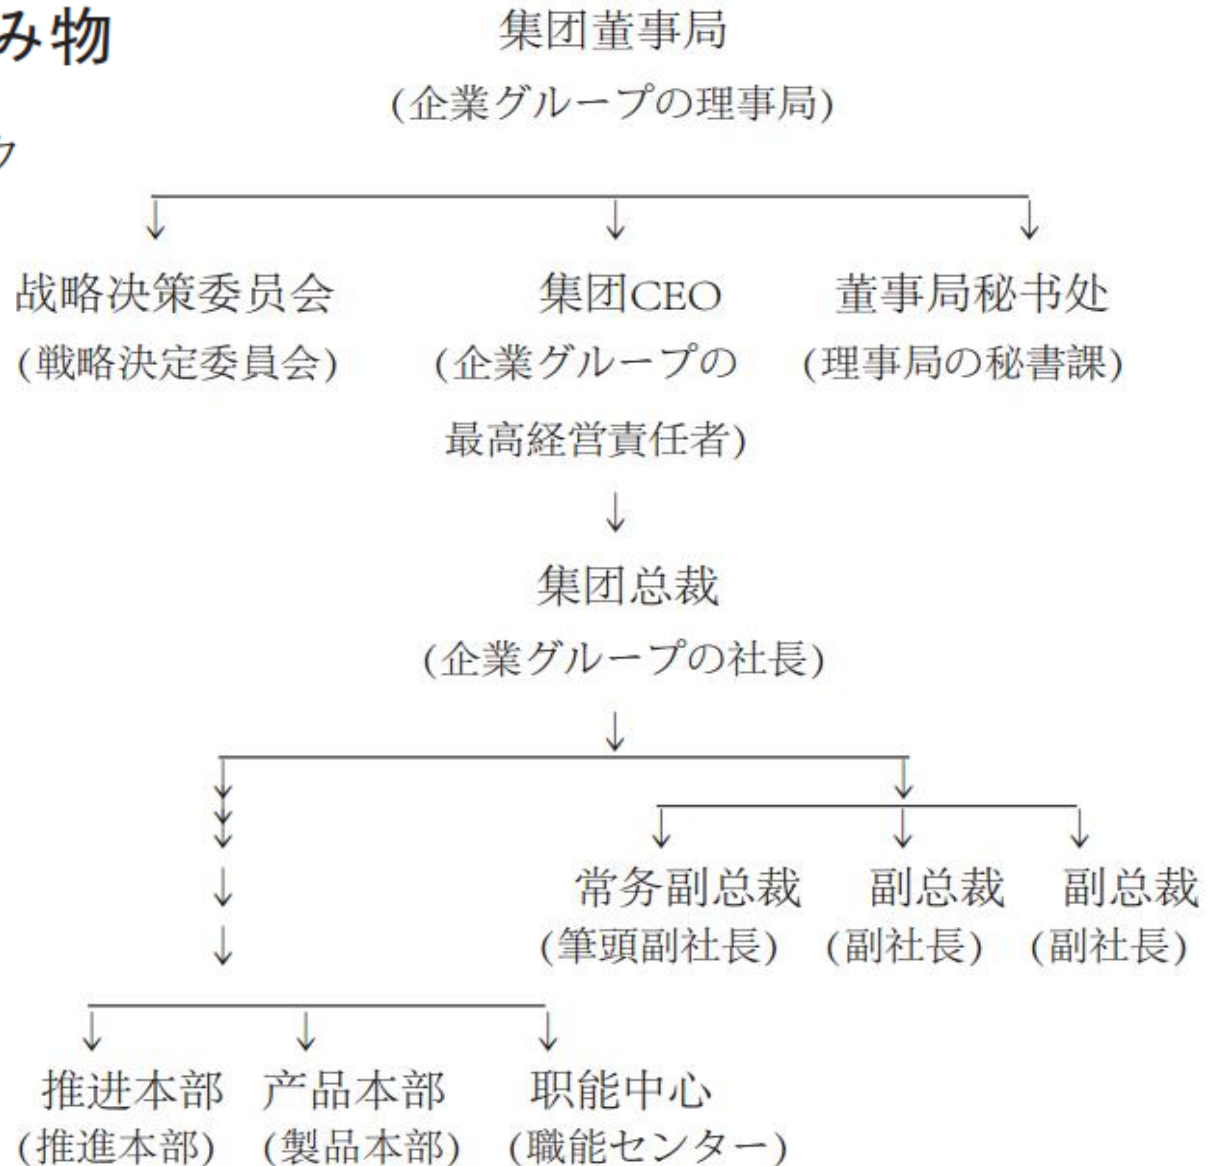 み物
集团董事局
(企業グループの理事局)
ク
战略决策委员会 集团CEO 董事局秘书处
(戦略決定委員会) (企業グループの (理事局の秘書課)
最高経営責任者)
集团总裁
(企業グループの社長)
常务副总裁 副总裁 副总裁
(筆頭副社長) (副社長) (副社長)
推进本部 产品本部 职能中心
(推進本部) (製品本部) (職能センター)